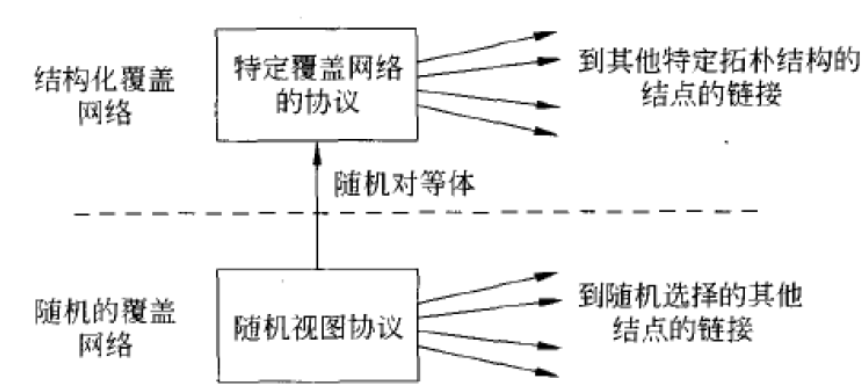 结构化覆盖
网络
特定覆盖网络
的协议
到其他特定拓朴结构的
结点的链接
随机对等体
随机的覆盖
网络
随机视图协议
到随机选择的其他
结点的链接